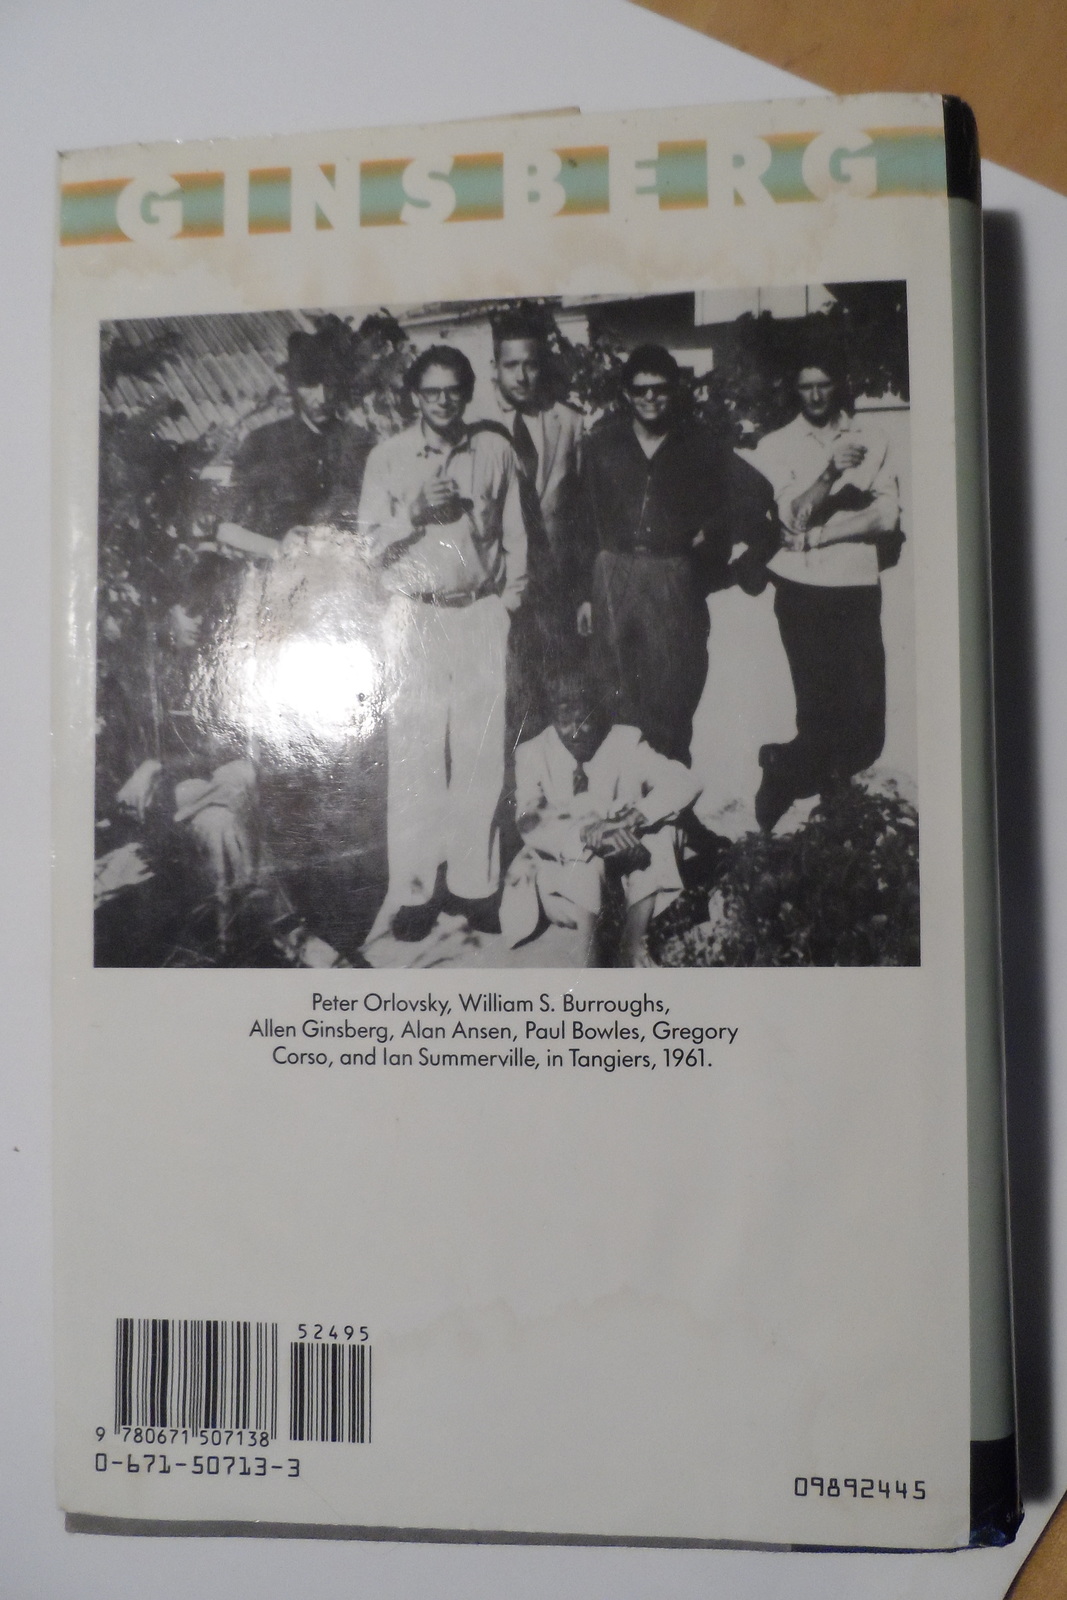 GINSBERG
Peter Orlovsky, William S. Burroughs,
Allen Ginsberg, Alan Ansen, Paul Bowles, Gregory
Corso, and Ian Summerville, in Tangiers, 1961.
52495
9 780671 507138
0-671-50713-3
09892445